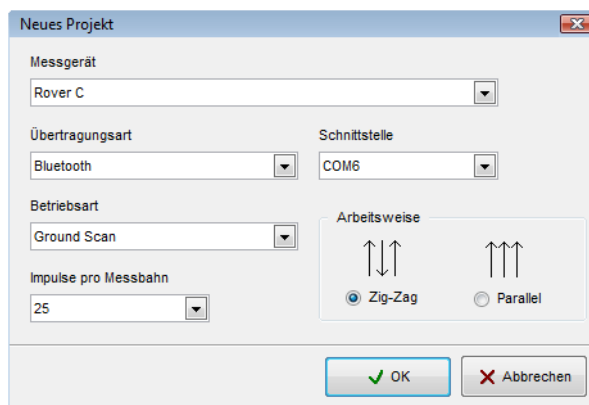 Neues Projekt
Messgerät
Rover C
Übertragungsart
Schnittstelle
Bluetooth
COM6
Betriebsart
Arbeitsweise
Ground Scan
Impulse pro Messbahn
Zig-Zag
Parallel
25
OK
Abbrechen